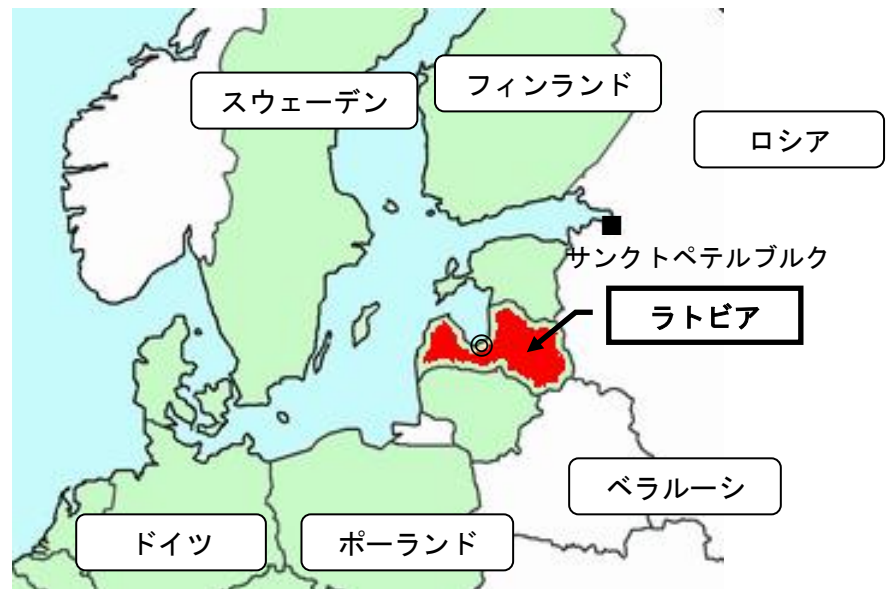 フィンランド
スウェーデン
ロシア
サンクトペテルブルク
ラトビア
ベラルーシ
ドイツ
ポーランド